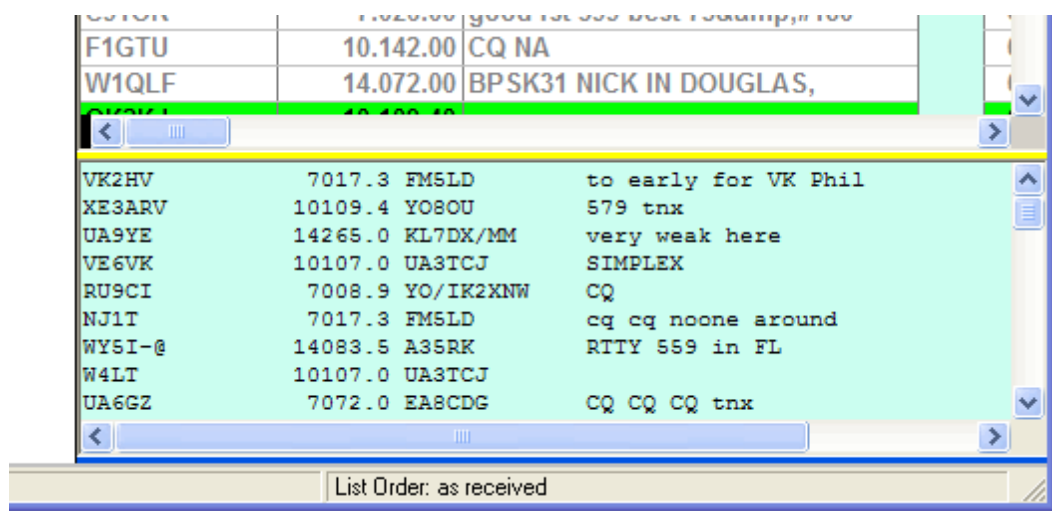 F1GTU 10.142.00 CQ NA
W1QLF 14.072.00 BPSK31 NICK IN DOUGLAS,
VK2HV 7017.3 FM5LD to early for VK Phil
XE3ARV 10109.4 YO8OU 579 tnx
UA9YE 14265.0 KL7DX/MM very weak here
VE6VK 10107.0 UA3TCJ SIMPLEX
RU9CI 7008.9 YO/IK2XNW CQ
NJ1T 7017.3 FM5LD cq cq noone around
WY5I-@ 14083.5 A35RK RTTY 559 in FL
W4LT 10107.0 UA3TCJ
UA6GZ 7072.0 EA8CDG CQ CQ CQ tnx
List Order: as received